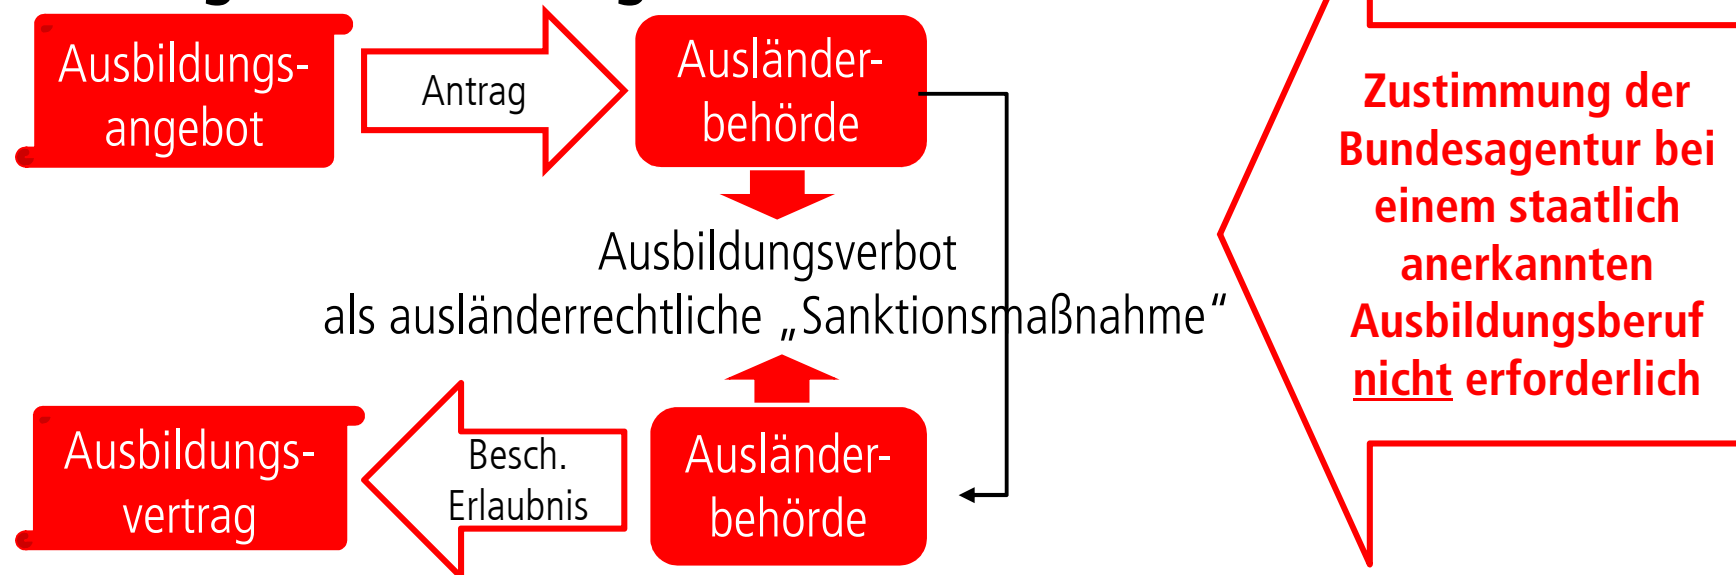 Ausbildungs-
angebot
Antrag
Ausländer-
behörde
Ausbildungsverbot
als ausländerrechtliche „Sanktionsmaßnahme“
Ausbildungs-
vertrag
Besch.
Erlaubnis
Ausländer-
behörde
Zustimmung der
Bundesagentur bei
einem staatlich
anerkannten
Ausbildungsberuf
nicht erforderlich